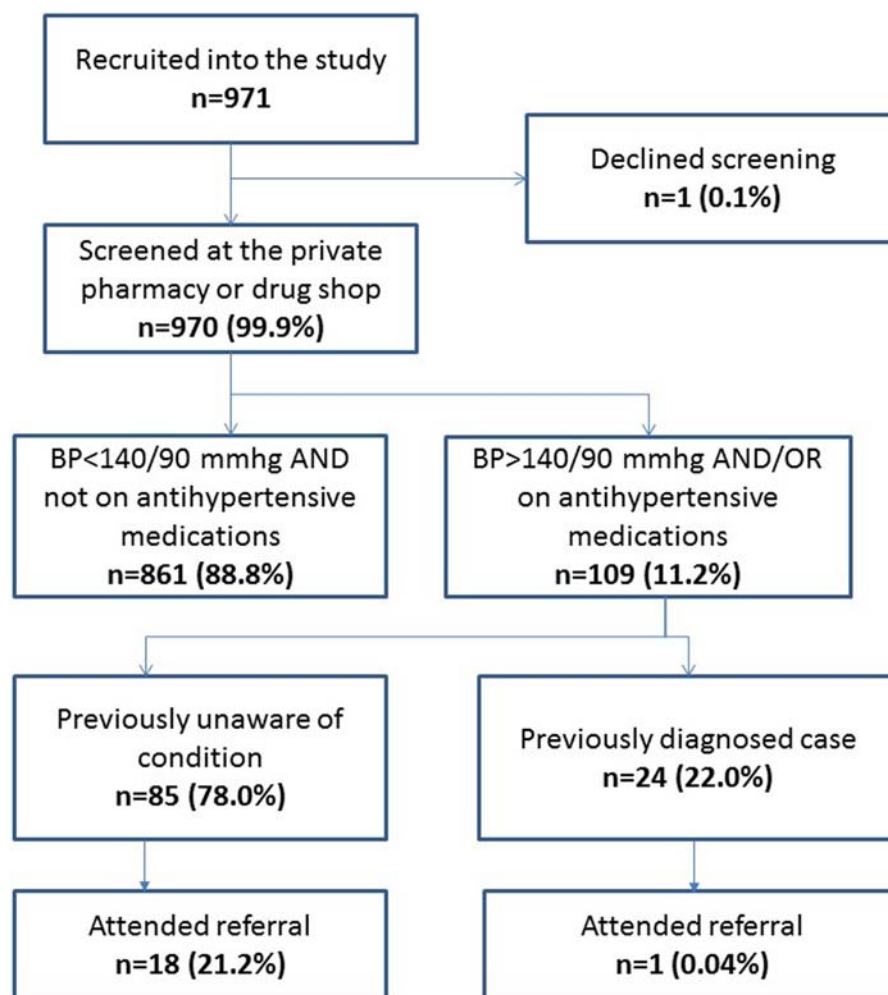 Recruited into the study
n=971
Declined screening
n=1 (0.1%)
Screened at the private
pharmacy or drug shop
n=970 (99.9%)
BP<140/90 mmhg AND
not on antihypertensive
medications
n=861 (88.8%)
BP>140/90 mmhg AND/OR
on antihypertensive
medications
n=109 (11.2%)
Previously unaware of
condition
n=85 (78.0%)
Previously diagnosed case
n=24 (22.0%)
Attended referral
n=18 (21.2%)
Attended referral
n=1 (0.04%)